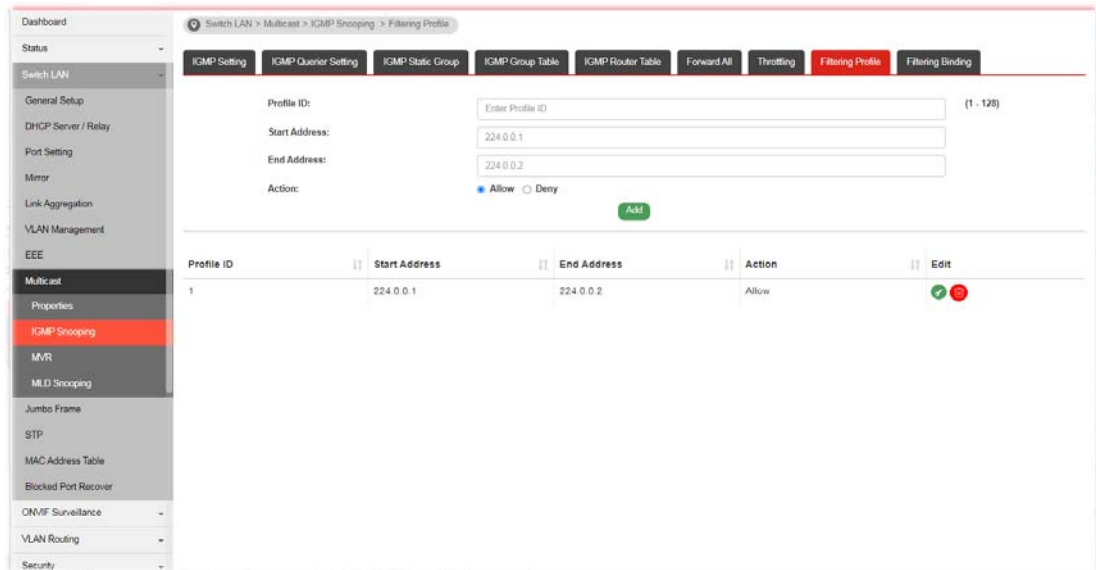 Dashboard
Status
Switch LAN
General Setup
DHCP Server / Relay
Port Setting
Mirror
Link Aggregation
VLAN Management
EEE
Multicast
Properties
IGMP Snooping
MVR
MLD Snooping
Jumbo Frame
STP
MAC Address Table
Blocked Port Recover
ONVIF Surveillance
VLAN Routing
Security
Switch LAN > Multicast > IGMP Snooping > Filtering Profile
IGMP Setting IGMP Querier Setting IGMP Static Group IGMP Group Table IGMP Router Table Forward All Throttling Filtering Profile Filtering Binding
Profile ID: Enter Profile ID (1 - 128)
Start Address: 224.0.0.1
End Address: 224.0.0.2
Action: Allow Deny
Add
Profile ID Start Address End Address Action Edit
1 224.0.0.1 224.0.0.2 Allow